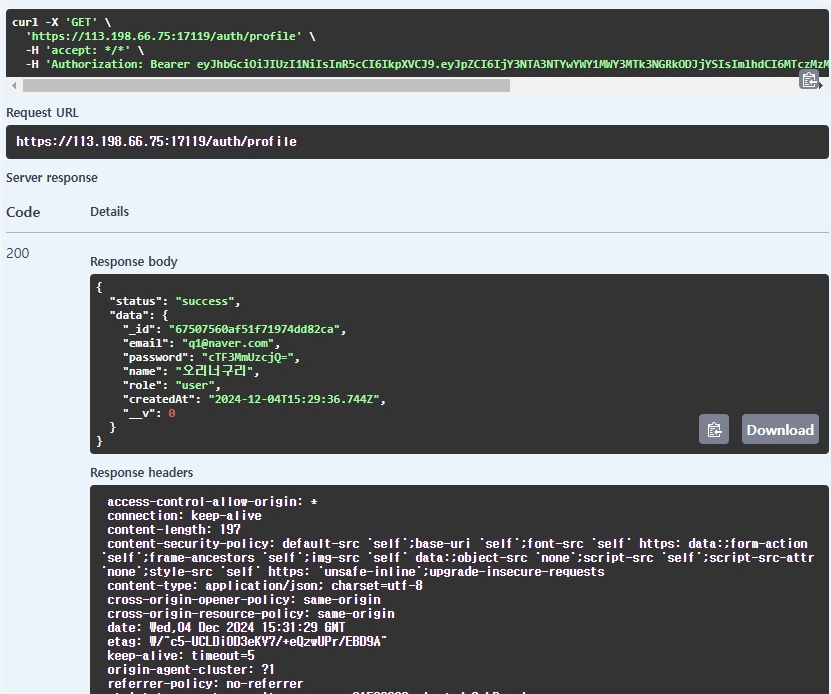 curl -X 'GET' \
'https://113.198.66.75:17119/auth/profile' \
-H 'accept: */*' \
-H 'Authorization: Bearer eyJhbGciOiJIUzI1NiIsInR5cCI6IkpXVCJ9.eyJpZCI6IjY3NTA3NTYwYWY1MWY3MTk3NGRkODJjYSIsImlhdCI6MTczMzM
Request URL
https://113.198.66.75:17119/auth/profile
Server response
Code Details
200
Response body
{
"status": "success",
"data": {
"_id": "67507560af51f71974dd82ca",
"email": "q1@naver.com",
"password": "cTF3MmUzcjQ=",
"name": "오리너구리",
"role": "user",
"createdAt": "2024-12-04T15:29:36.744Z",
"__v": 0
}
}
Download
Response headers
access-control-allow-origin: *
connection: keep-alive
content-length: 197
content-security-policy: default-src 'self';base-uri 'self';font-src 'self' https: data:;form-action
'self';frame-ancestors 'self';img-src 'self' data:;object-src 'none';script-src 'self';script-src-attr
'none';style-src 'self' https: 'unsafe-inline';upgrade-insecure-requests
content-type: application/json; charset=utf-8
cross-origin-opener-policy: same-origin
cross-origin-resource-policy: same-origin
date: Wed,04 Dec 2024 15:31:29 GMT
etag: W/"c5-UCLDiOD3eKV7/+eQzwUPr/EBD9A"
keep-alive: timeout=5
origin-agent-cluster: ?1
referrer-policy: no-referrer